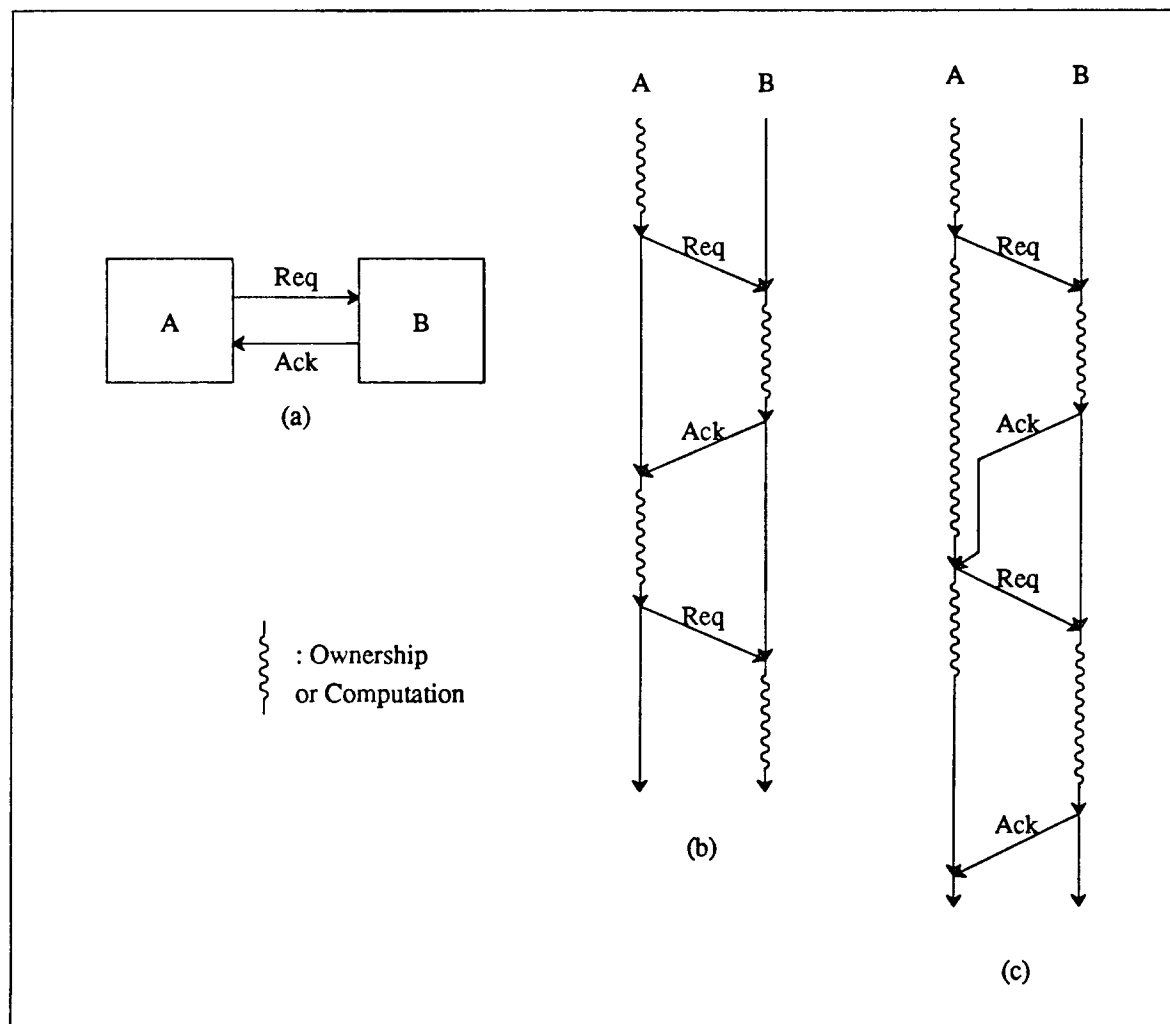 A
Req
B
Ack
(a)
: Ownership
or Computation
A B
Req
Ack
Req
(b)
A B
Req
Ack
Req
Ack
(c)